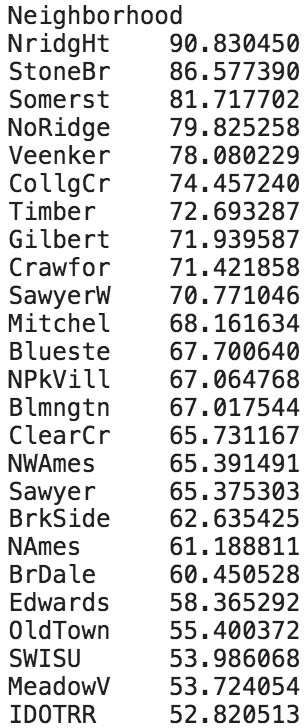 Neighborhood
NridgHt    90.830450
StoneBr    86.577390
Somerst    81.717702
NoRidge    79.825258
Veenker    78.080229
CollgCr    74.457240
Timber     72.693287
Gilbert    71.939587
Crawfor    71.421858
SawyerW    70.771046
Mitchel    68.161634
Blueste    67.700640
NPkVill    67.064768
Blmngtn    67.017544
ClearCr    65.731167
NWAmes     65.391491
Sawyer     65.375303
BrkSide    62.635425
NAmes      61.188811
BrDale     60.450528
Edwards    58.365292
OldTown    55.400372
SWISU      53.986068
MeadowV    53.724054
IDOTRR     52.820513